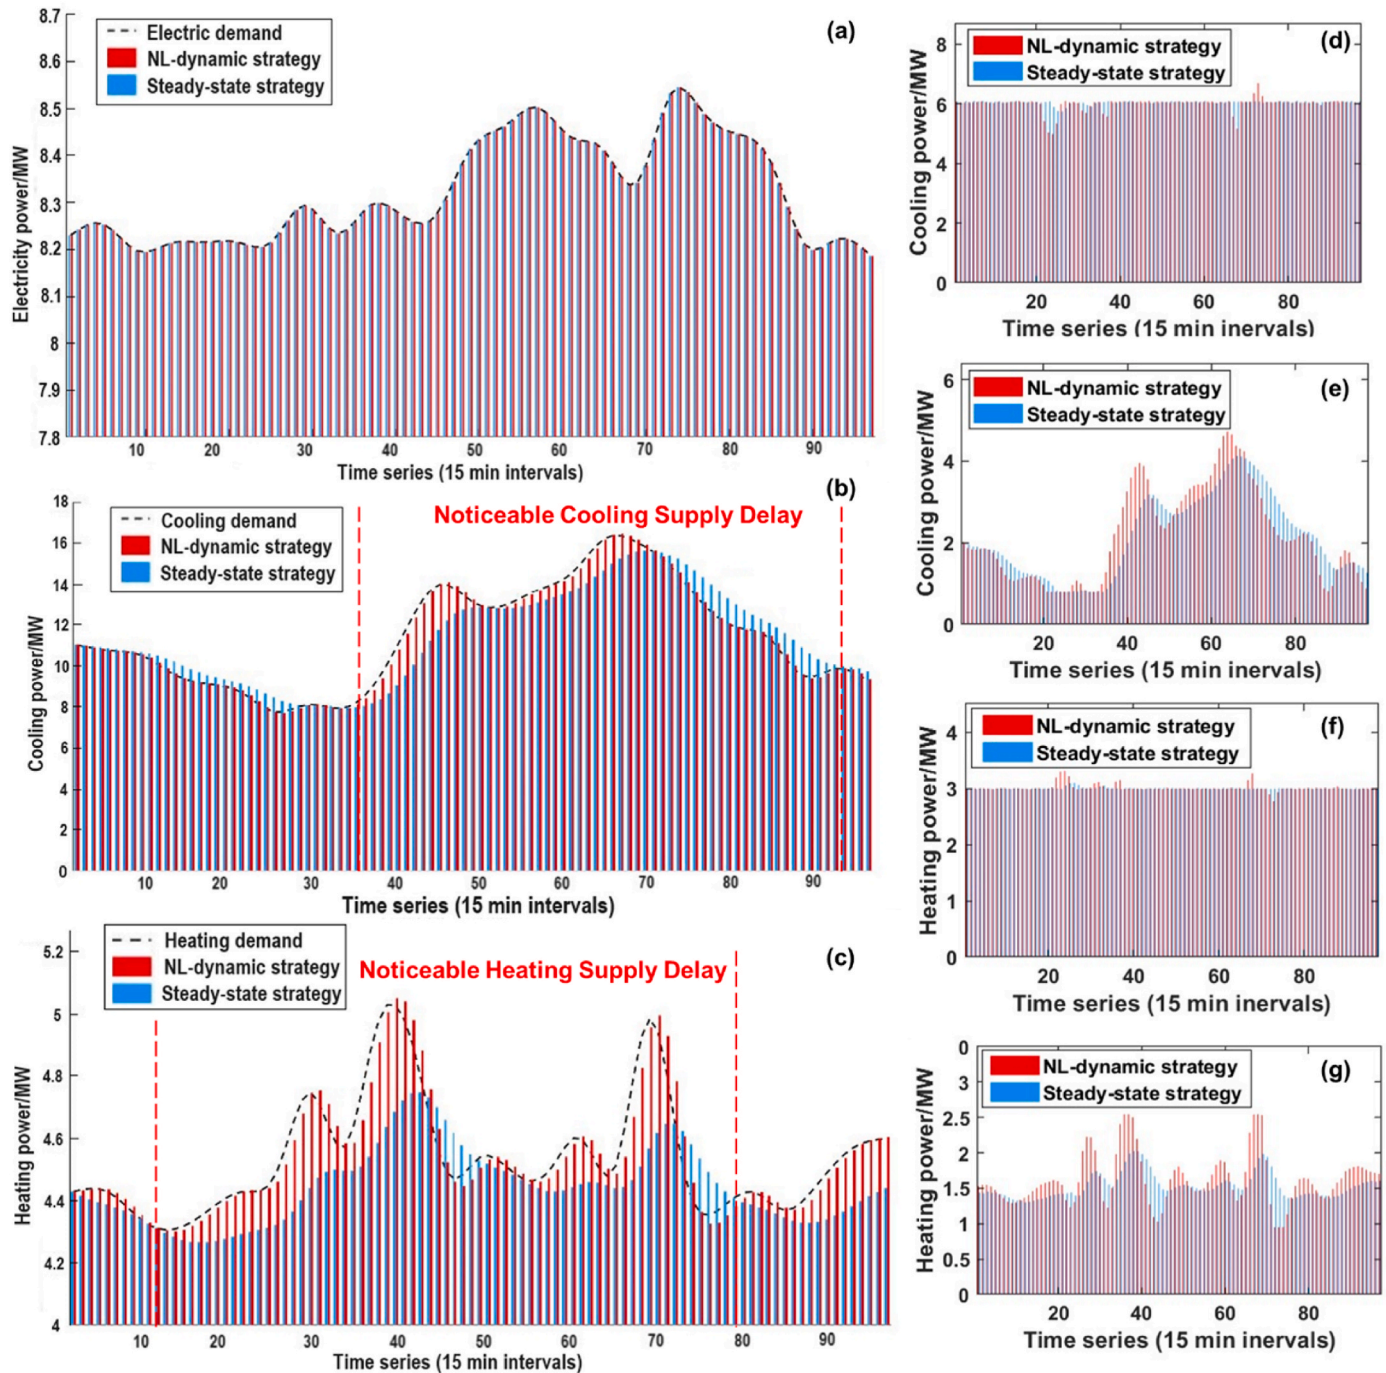 (a)
Electric demand
NL-dynamic strategy
Steady-state strategy
8.7
8.6
8.5
8.4
8.3
8.2
8.1
8
7.9
7.8
Electricity power/MW
10 20 30 40 50 60 70 80 90
Time series (15 min intervals)
(b)
Noticeable Cooling Supply Delay
Cooling demand
NL-dynamic strategy
Steady-state strategy
18
16
14
12
10
8
6
4
2
0
Cooling power/MW
10 20 30 40 50 60 70 80 90
Time series (15 min intervals)
(c)
Noticeable Heating Supply Delay
Heating demand
NL-dynamic strategy
Steady-state strategy
5.2
5
4.8
4.6
4.4
4.2
4
Heating power/MW
10 20 30 40 50 60 70 80 90
Time series (15 min intervals)
(d)
NL-dynamic strategy
Steady-state strategy
8
6
4
2
0
Cooling power/MW
20 40 60 80
Time series (15 min inervals)
(e)
NL-dynamic strategy
Steady-state strategy
6
4
2
0
Cooling power/MW
20 40 60 80
Time series (15 min inervals)
(f)
NL-dynamic strategy
Steady-state strategy
4
3
2
1
0
Heating power/MW
20 40 60 80
Time series (15 min inervals)
(g)
NL-dynamic strategy
Steady-state strategy
0
3
2.5
2
1.5
1
0.5
0
Heating power/MW
20 40 60 80
Time series (15 min inervals)